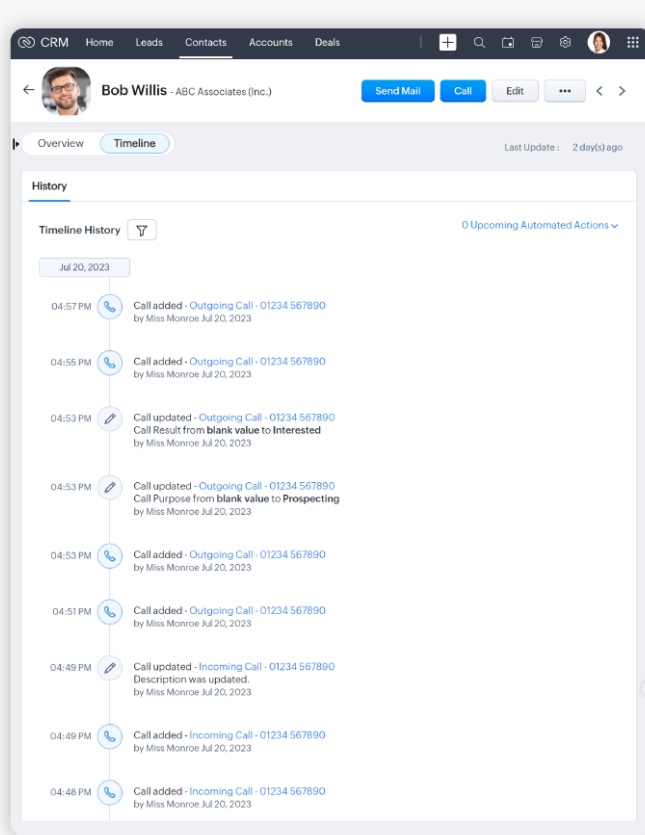 CRM Home Leads Contacts Accounts Deals
Bob Willis - ABC Associates (Inc.) Send Mail Call Edit
Overview Timeline Last Update : 2 day(s) ago
History
Timeline History 0 Upcoming Automated Actions
Jul 20, 2023
04:57 PM Call added - Outgoing Call - 01234 567890
by Miss Monroe Jul 20, 2023
04:55 PM Call added - Outgoing Call - 01234 567890
by Miss Monroe Jul 20, 2023
04:53 PM Call updated - Outgoing Call - 01234 567890
Call Result from blank value to Interested
by Miss Monroe Jul 20, 2023
04:53 PM Call updated - Outgoing Call - 01234 567890
Call Purpose from blank value to Prospecting
by Miss Monroe Jul 20, 2023
04:53 PM Call added - Outgoing Call - 01234 567890
by Miss Monroe Jul 20, 2023
04:51 PM Call added - Outgoing Call - 01234 567890
by Miss Monroe Jul 20, 2023
04:49 PM Call updated - Incoming Call - 01234 567890
Description was updated.
by Miss Monroe Jul 20, 2023
04:49 PM Call added - Incoming Call - 01234 567890
by Miss Monroe Jul 20, 2023
04:48 PM Call added - Incoming Call - 01234 567890
by Miss Monroe Jul 20, 2023